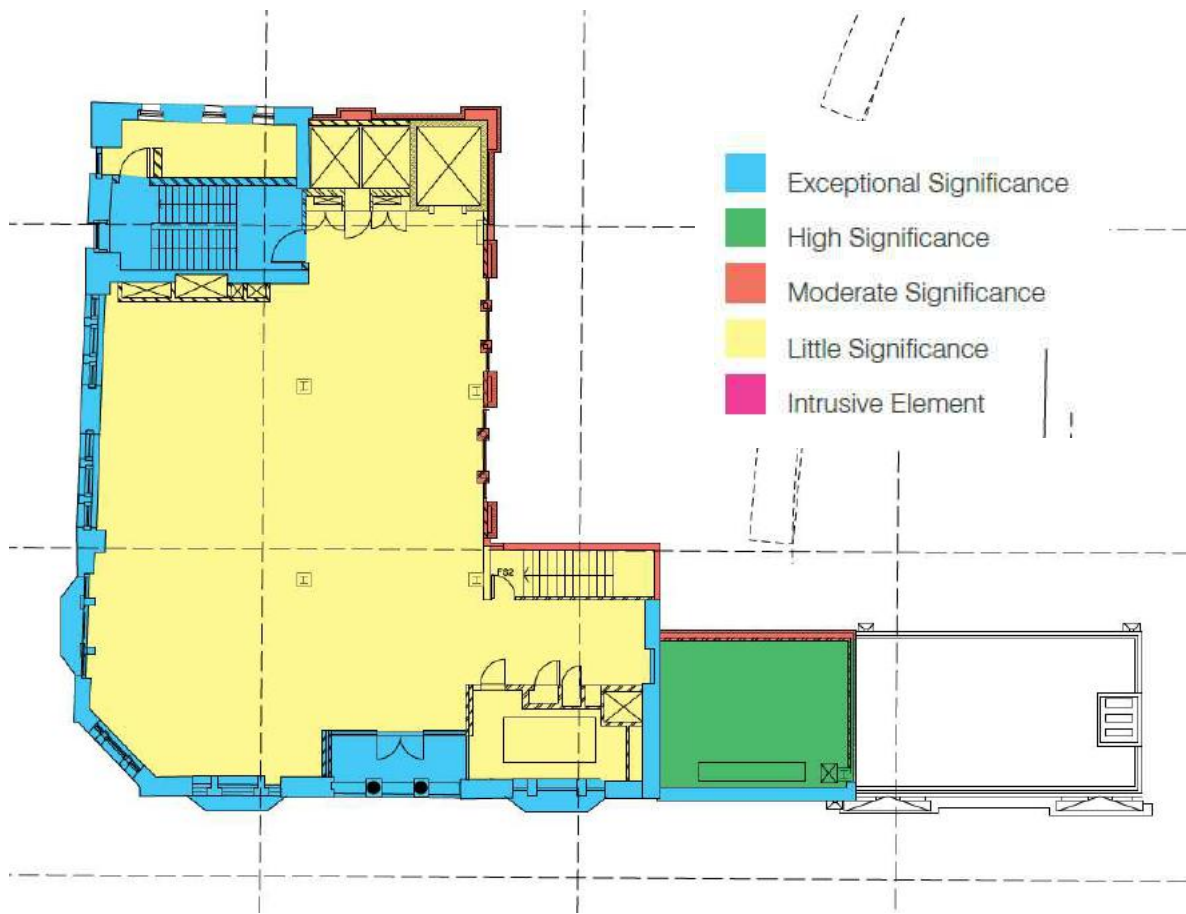 Exceptional Significance
High Significance
Moderate Significance
Little Significance
Intrusive Element
FS2